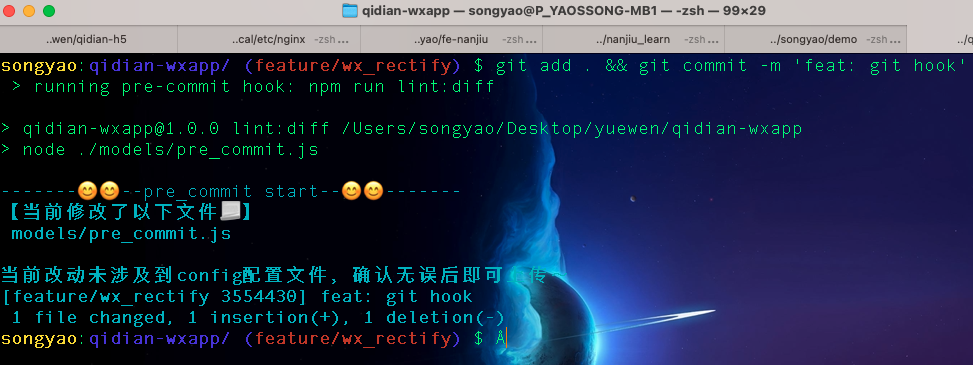 qidian-wxapp — songyao@P_YAOSSONG-MB1 — -zsh — 99×29
..wen/qidian-h5
...cal/etc/nginx -zsh...
..yao/fe-nanjiu -zsh...
../nanjiu_learn -zsh...
../songyao/demo -zsh...
../q
songyao:qidian-wxapp/ (feature/wx_rectify) $ git add . && git commit -m 'feat: git hook'
> running pre-commit hook: npm run lint:diff
> qidian-wxapp@1.0.0 lint:diff /Users/songyao/Desktop/yuewen/qidian-wxapp
> node ./models/pre_commit.js
-------😊😊--pre_commit start--😊😊-------
【当前修改了以下文件】
models/pre_commit.js
当前改动未涉及到config配置文件, 确认无误后即可上传~
[feature/wx_rectify 3554430] feat: git hook
1 file changed, 1 insertion(+), 1 deletion(-)
songyao:qidian-wxapp/ (feature/wx_rectify) $ Å